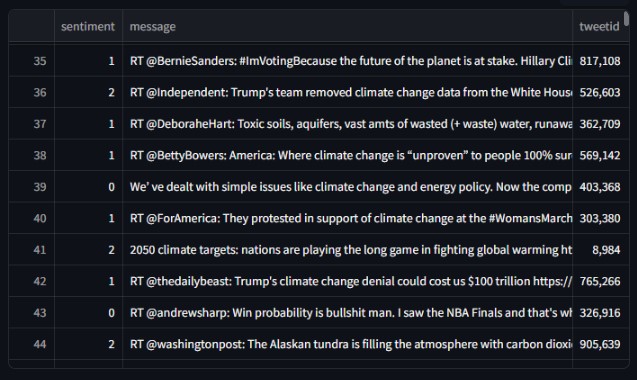 sentiment message tweetid
35 1 RT @BernieSanders: #ImVotingBecause the future of the planet is at stake. Hillary Cli 817,108
36 2 RT @Independent: Trump's team removed climate change data from the White House 526,603
37 1 RT @DeboraheHart: Toxic soils, aquifers, vast amts of wasted (+ waste) water, runawa 362,709
38 1 RT @BettyBowers: America: Where climate change is “unproven” to people 100% sur 569,142
39 0 We' ve dealt with simple issues like climate change and energy policy. Now the comp 403,368
40 1 RT @ForAmerica: They protested in support of climate change at the #WomansMarch 303,380
41 2 2050 climate targets: nations are playing the long game in fighting global warming ht 8,984
42 1 RT @thedailybeast: Trump's climate change denial could cost us $100 trillion https:// 765,266
43 0 RT @andrewsharp: Win probability is bullshit man. I saw the NBA Finals and that's wh 326,916
44 2 RT @washingtonpost: The Alaskan tundra is filling the atmosphere with carbon dioxi 905,639